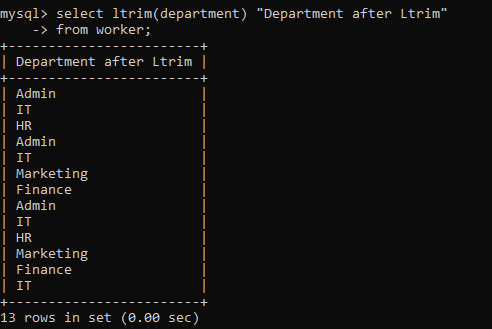 mysql> select ltrim(department) "Department after Ltrim"
    -> from worker;
+------------------------+
| Department after Ltrim |
+------------------------+
| Admin                  |
| IT                     |
| HR                     |
| Admin                  |
| IT                     |
| Marketing              |
| Finance                |
| Admin                  |
| IT                     |
| HR                     |
| Marketing              |
| Finance                |
| IT                     |
+------------------------+
13 rows in set (0.00 sec)